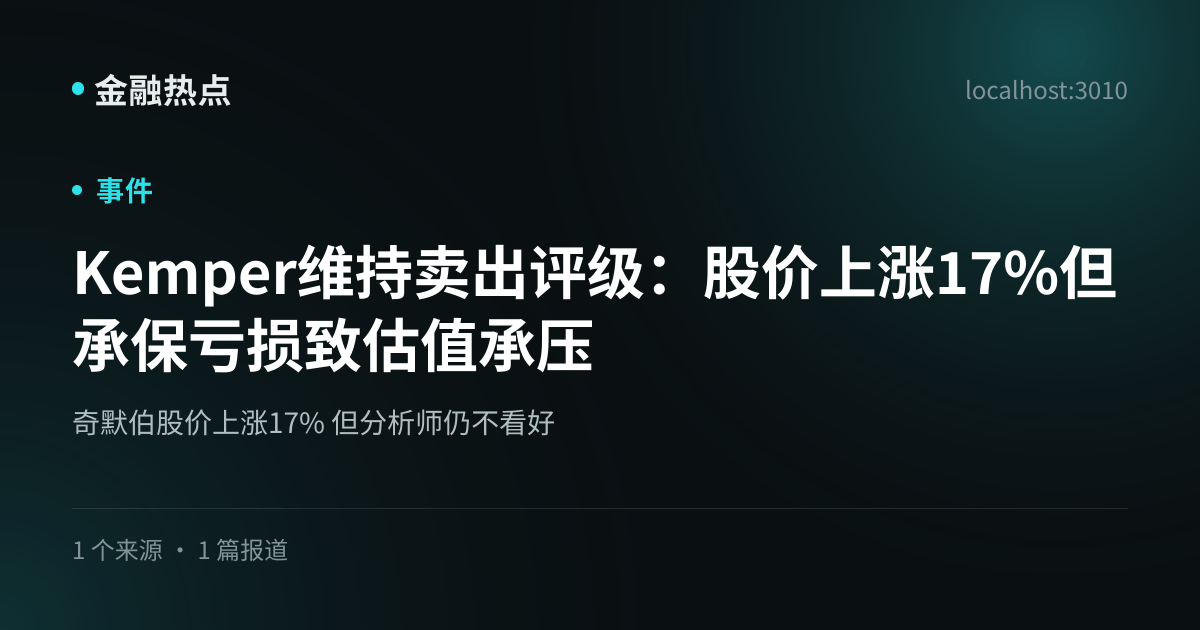 金融热点
localhost:3010
事件
Kemper维持卖出评级：股价上涨17%但
承保亏损致估值承压
奇默伯股价上涨17% 但分析师仍不看好
1 个来源 · 1 篇报道